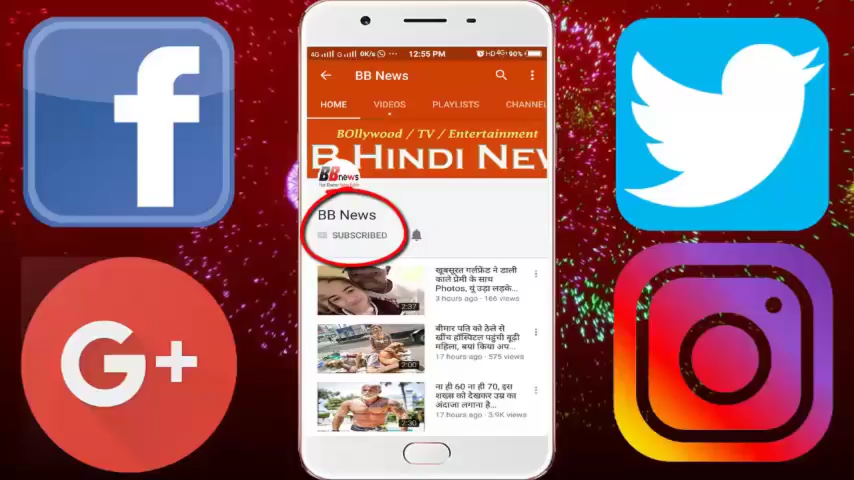 4G G 0K/s 12:55 PM HD 4G 90%
BB News
HOME VIDEOS PLAYLISTS CHANNEL
BOllywood / TV / Entertainment
B HINDI NEW
BBnews
BB News
SUBSCRIBED
खूबसूरत गर्लफ्रेंड ने डाली
काले प्रेमी के साथ
Photos, यूं उड़ा लड़के...
3 hours ago · 166 views
2:37
बीमार पति को ठेले से
खींच हॉस्पिटल पहुंची बूढ़ी
महिला, बयां किया अप...
17 hours ago · 575 views
2:00
ना ही 60 ना ही 70, इस
शख्स को देखकर उम्र का
अंदाजा लगाना है...
17 hours ago · 3.9K views
2:30
f
G+